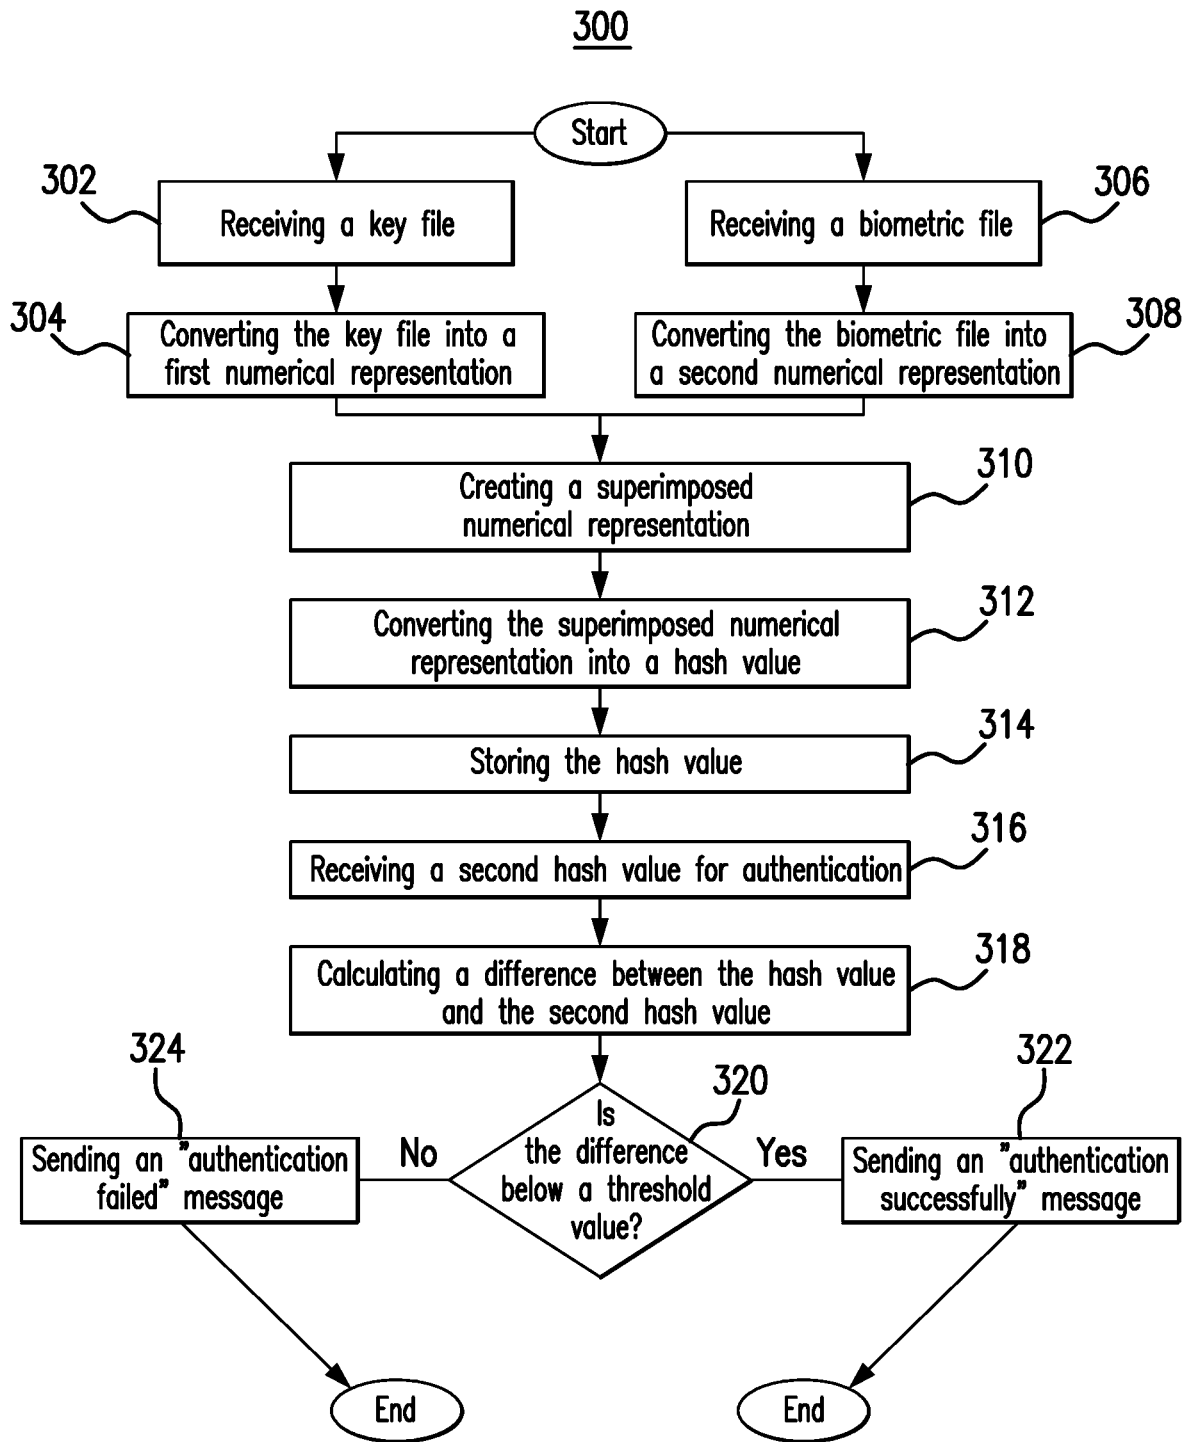 300
Start
302
Receiving a key file
306
Receiving a biometric file
304
Converting the key file into a
first numerical representation
308
Converting the biometric file into
a second numerical representation
310
Creating a superimposed
numerical representation
312
Converting the superimposed numerical
representation into a hash value
314
Storing the hash value
316
Receiving a second hash value for authentication
318
Calculating a difference between the hash value
and the second hash value
324
320
322
Is
the difference
below a threshold
value?
No
Yes
Sending an "authentication
failed" message
Sending an "authentication
successfully" message
End
End